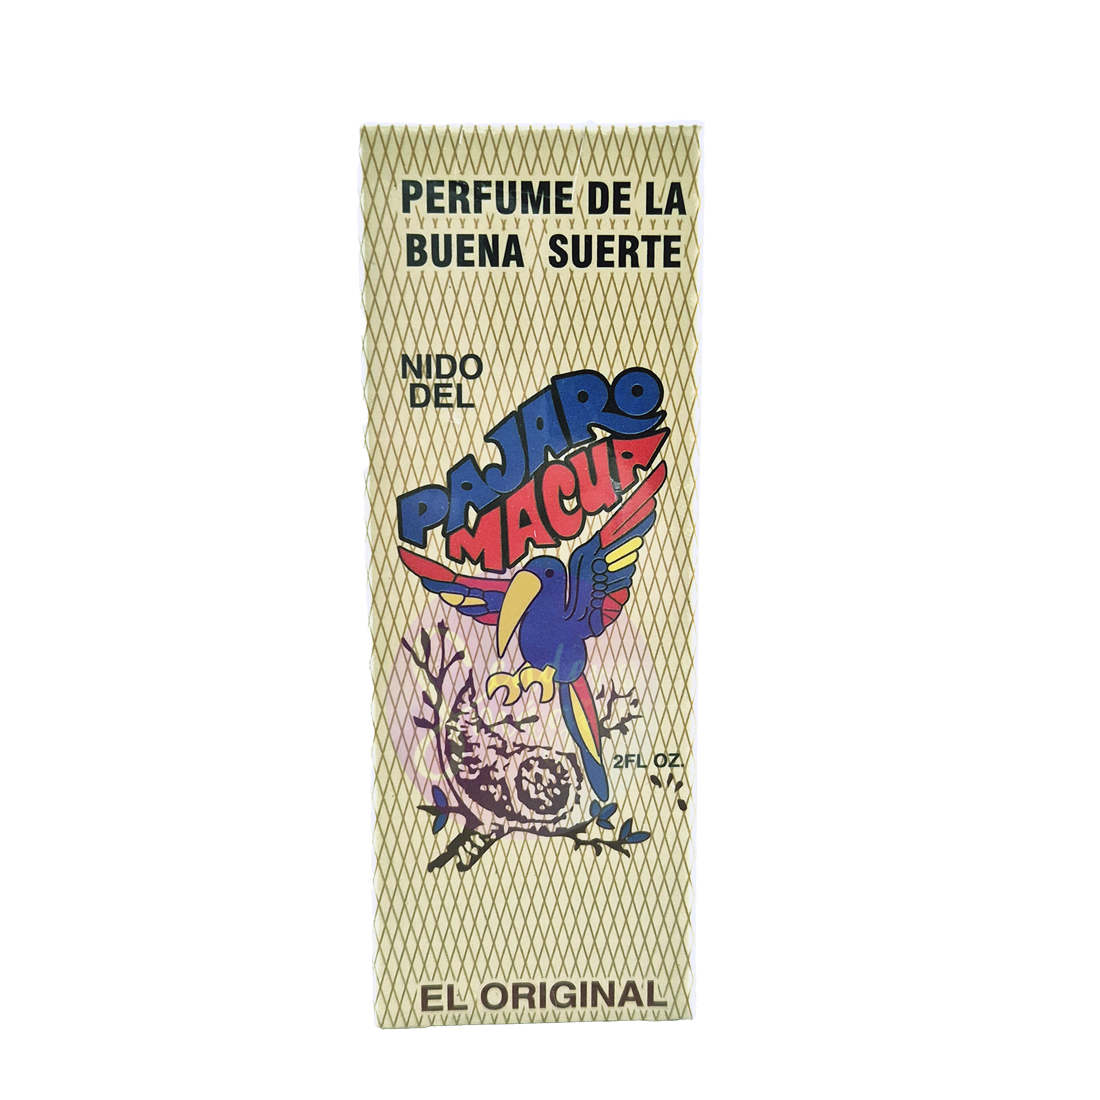 PERFUME DE LA
BUENA SUERTE
NIDO
DEL
PAJARO
MACUA
2FL OZ.
EL ORIGINAL